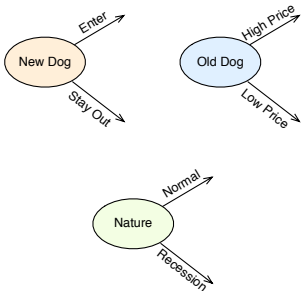 Enter
New Dog
Stay Out
High Price
Old Dog
Low Price
Normal
Nature
Recession